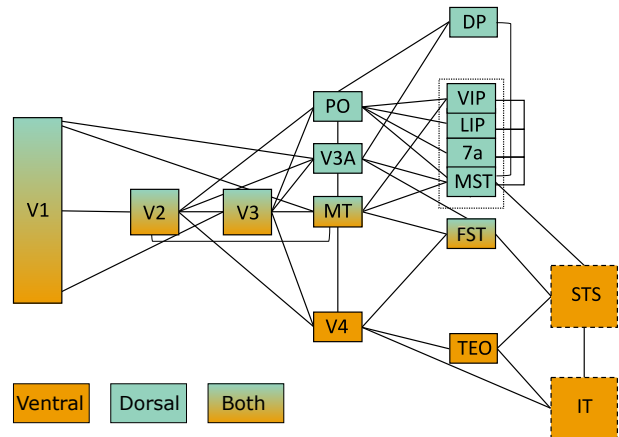 DP
VIP
PO
LIP
V3A
7a
MST
V1
V2
V3
MT
FST
STS
V4
TEO
IT
Ventral
Dorsal
Both